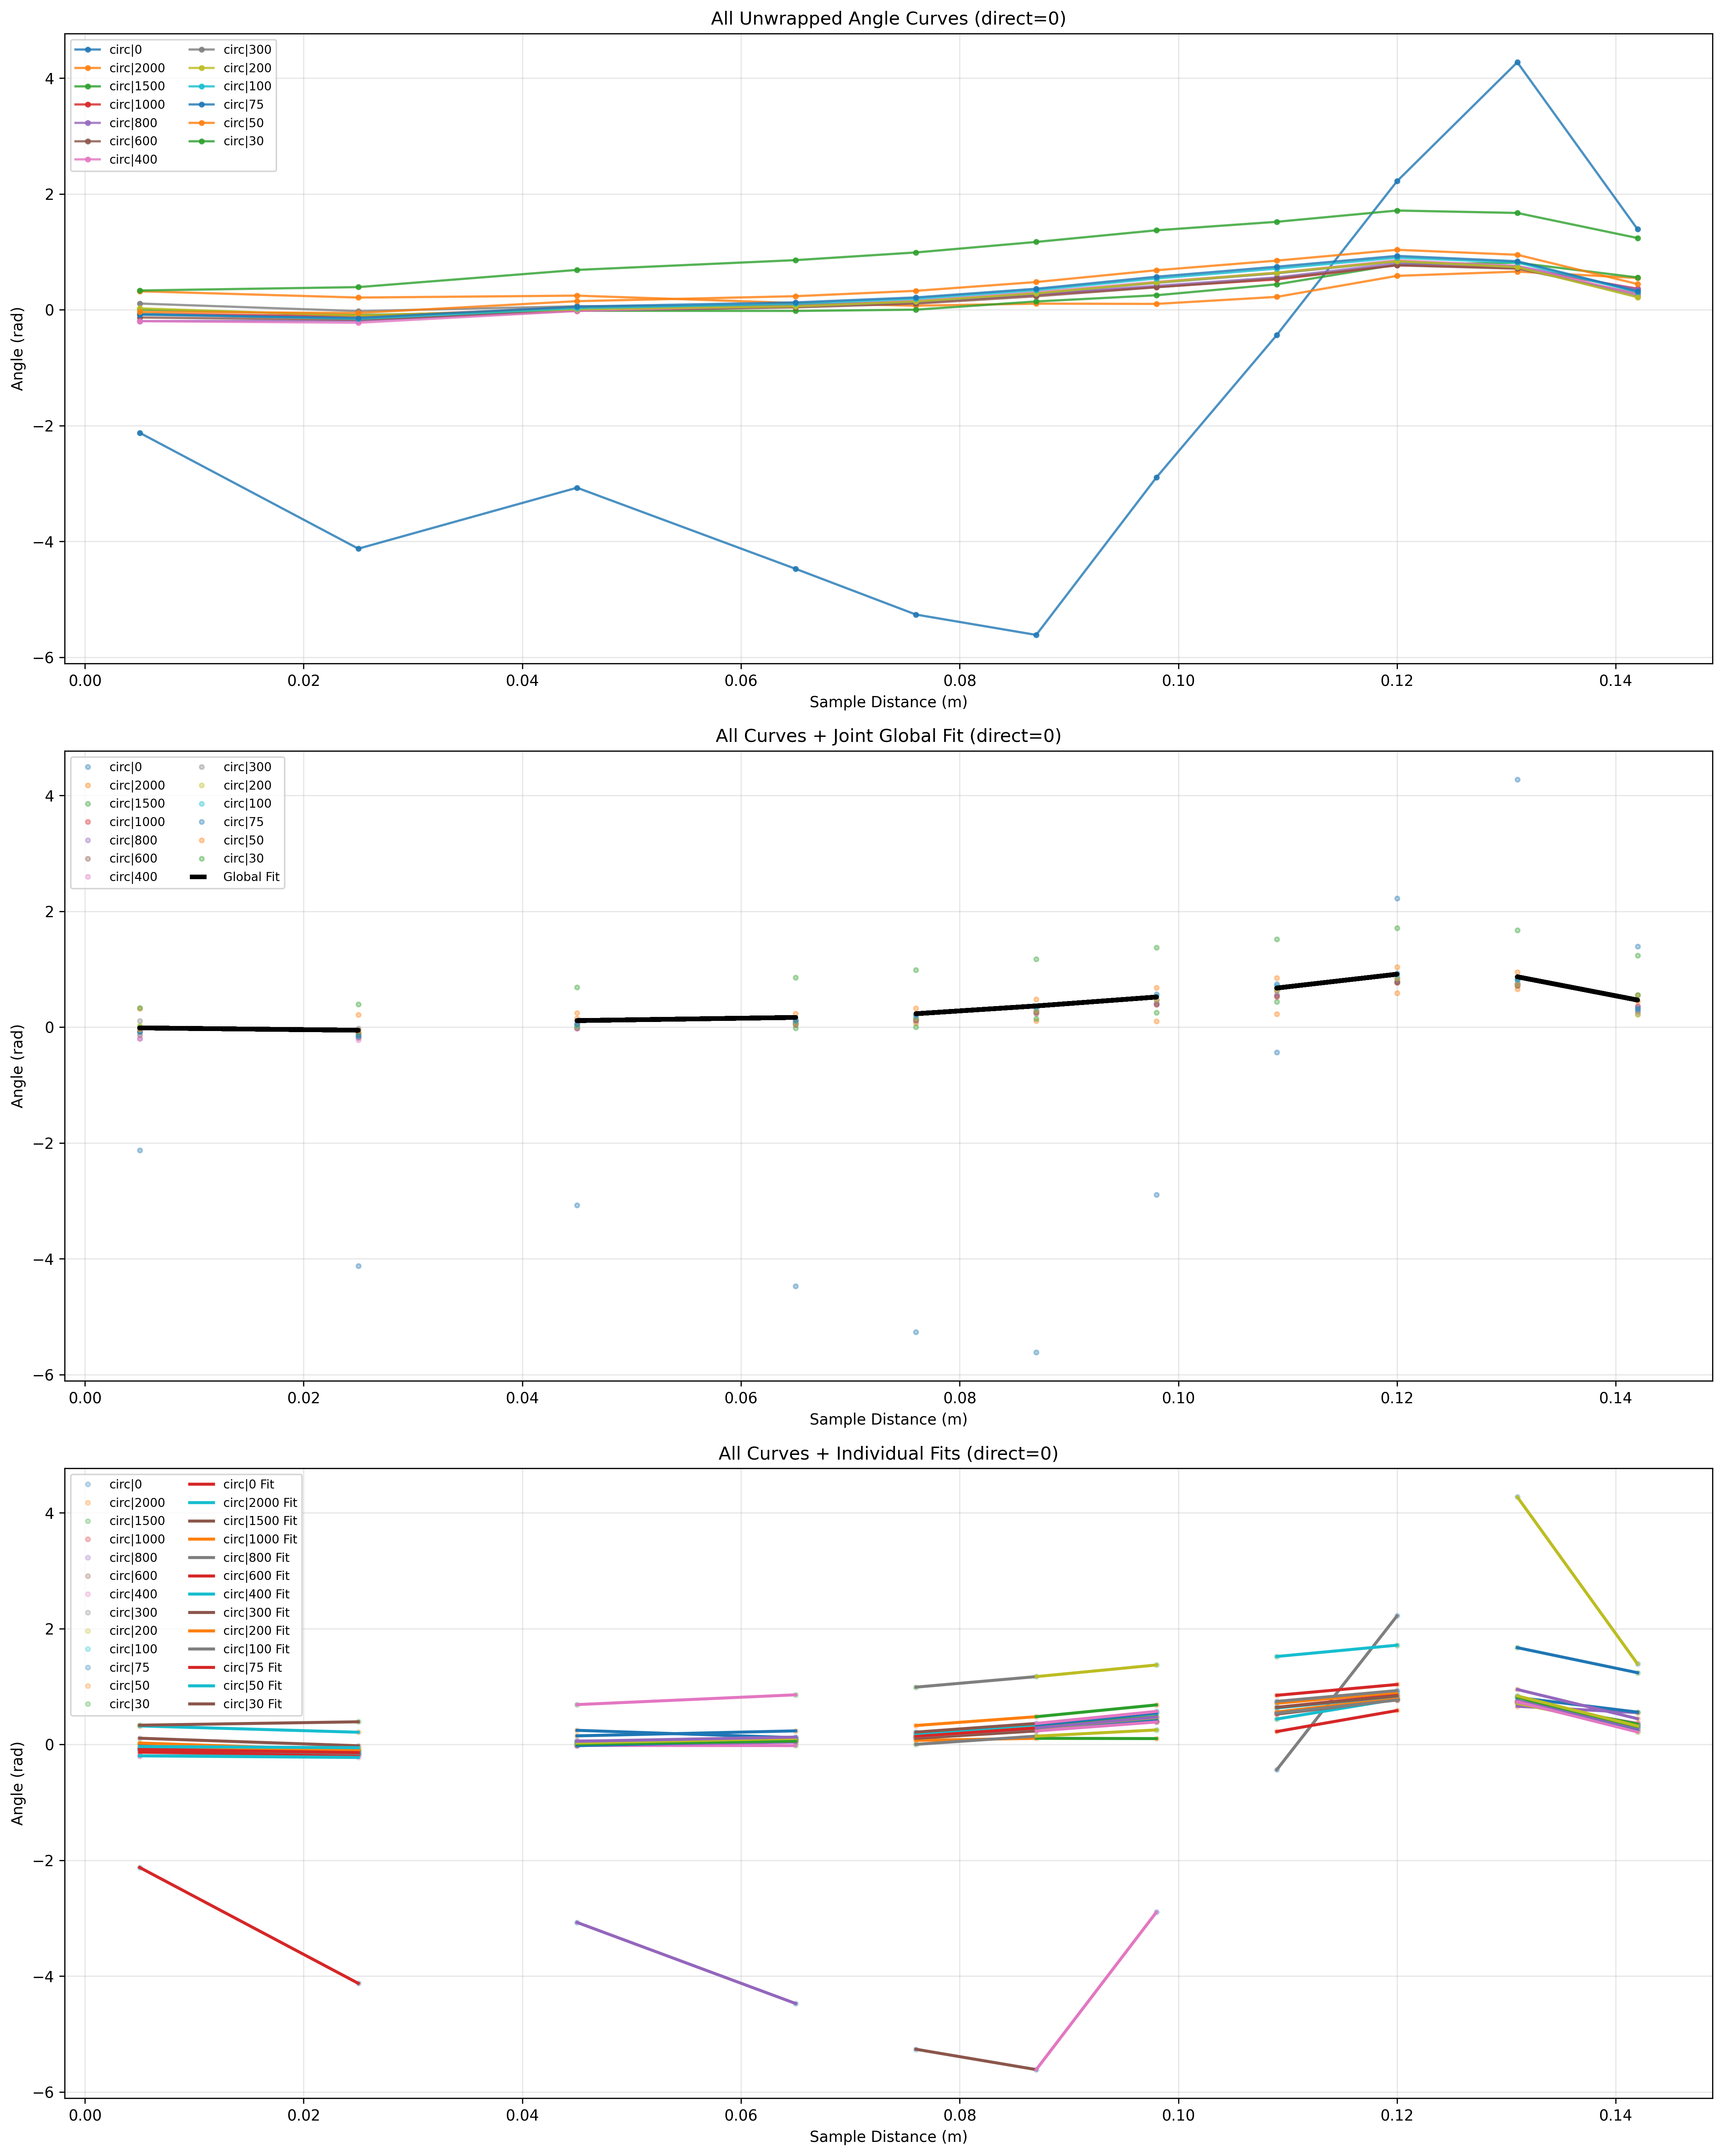 All Unwrapped Angle Curves (direct=0)
circ|0
circ|2000
circ|1500
circ|1000
circ|800
circ|600
circ|400
circ|300
circ|200
circ|100
circ|75
circ|50
circ|30
4
2
0
−2
−4
−6
Angle (rad)
0.00 0.02 0.04 0.06 0.08 0.10 0.12 0.14
Sample Distance (m)
All Curves + Joint Global Fit (direct=0)
circ|0
circ|2000
circ|1500
circ|1000
circ|800
circ|600
circ|400
circ|300
circ|200
circ|100
circ|75
circ|50
circ|30
Global Fit
4
2
0
−2
−4
−6
Angle (rad)
0.00 0.02 0.04 0.06 0.08 0.10 0.12 0.14
Sample Distance (m)
All Curves + Individual Fits (direct=0)
circ|0
circ|2000
circ|1500
circ|1000
circ|800
circ|600
circ|400
circ|300
circ|200
circ|100
circ|75
circ|50
circ|30
circ|0 Fit
circ|2000 Fit
circ|1500 Fit
circ|1000 Fit
circ|800 Fit
circ|600 Fit
circ|400 Fit
circ|300 Fit
circ|200 Fit
circ|100 Fit
circ|75 Fit
circ|50 Fit
circ|30 Fit
4
2
0
−2
−4
−6
Angle (rad)
0.00 0.02 0.04 0.06 0.08 0.10 0.12 0.14
Sample Distance (m)